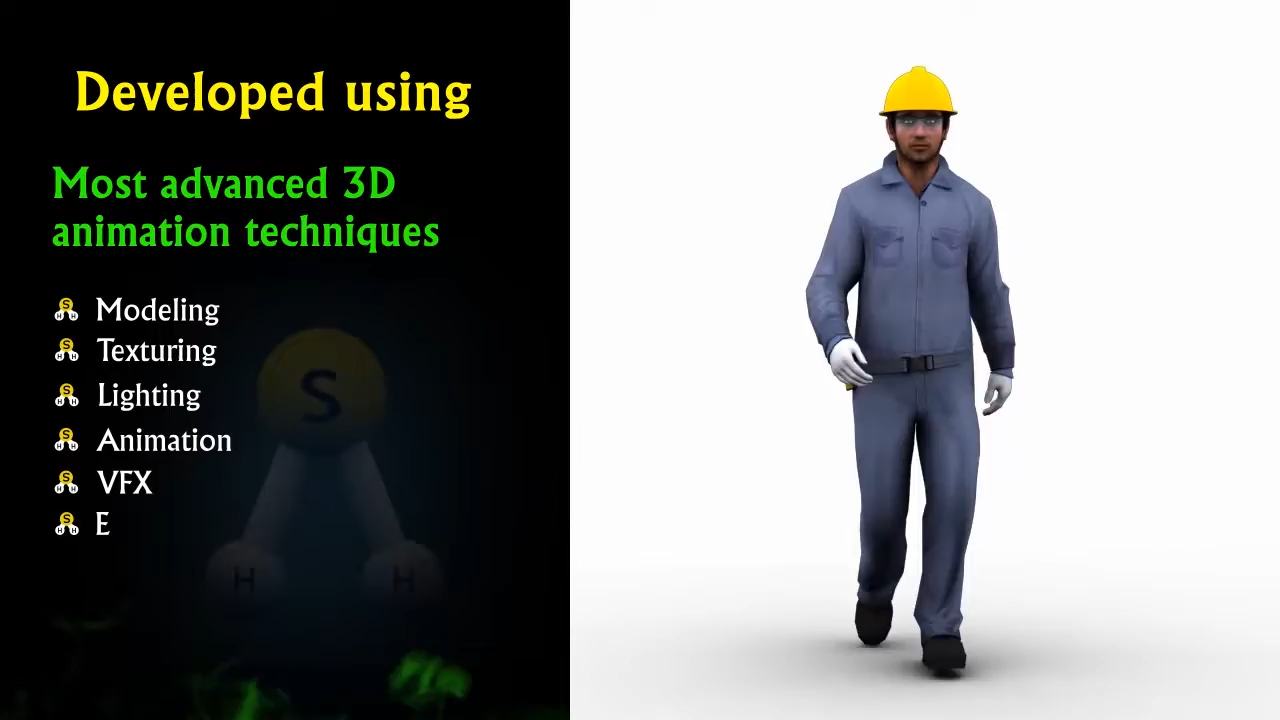 Developed using
Most advanced 3D
animation techniques
Modeling
Texturing
Lighting
Animation
VFX
E
S
H H